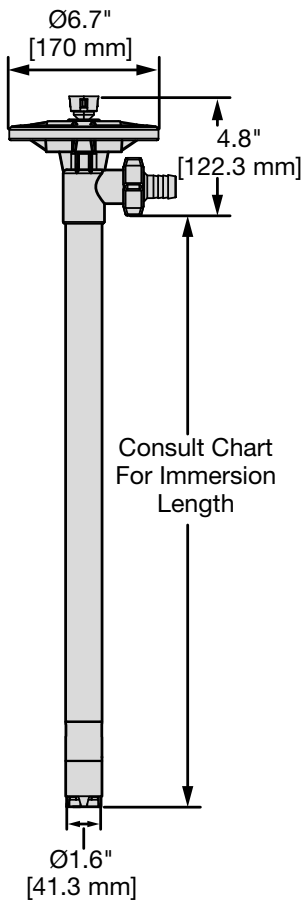 Ø6.7"
[170 mm]
4.8"
[122.3 mm]
Consult Chart
For Immersion
Length
Ø1.6"
[41.3 mm]